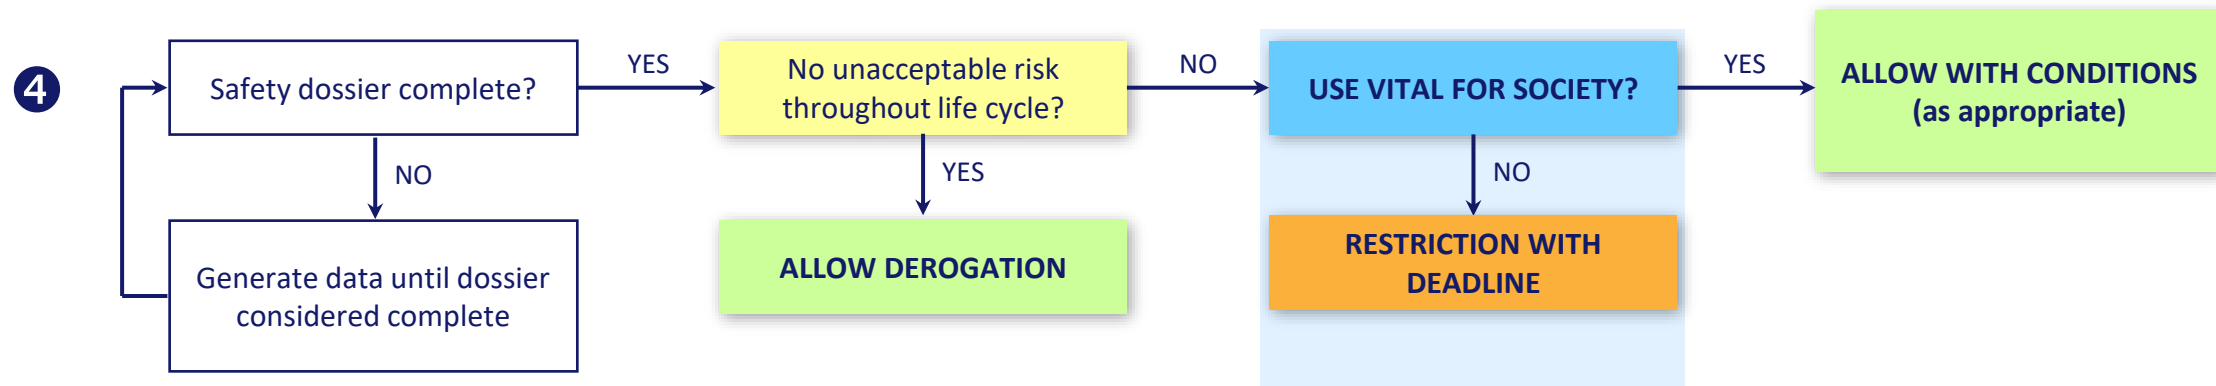 4
Safety dossier complete?
YES
NO
Generate data until dossier
considered complete
No unacceptable risk
throughout life cycle?
NO
YES
ALLOW DEROGATION
USE VITAL FOR SOCIETY?
YES
NO
RESTRICTION WITH
DEADLINE
ALLOW WITH CONDITIONS
(as appropriate)